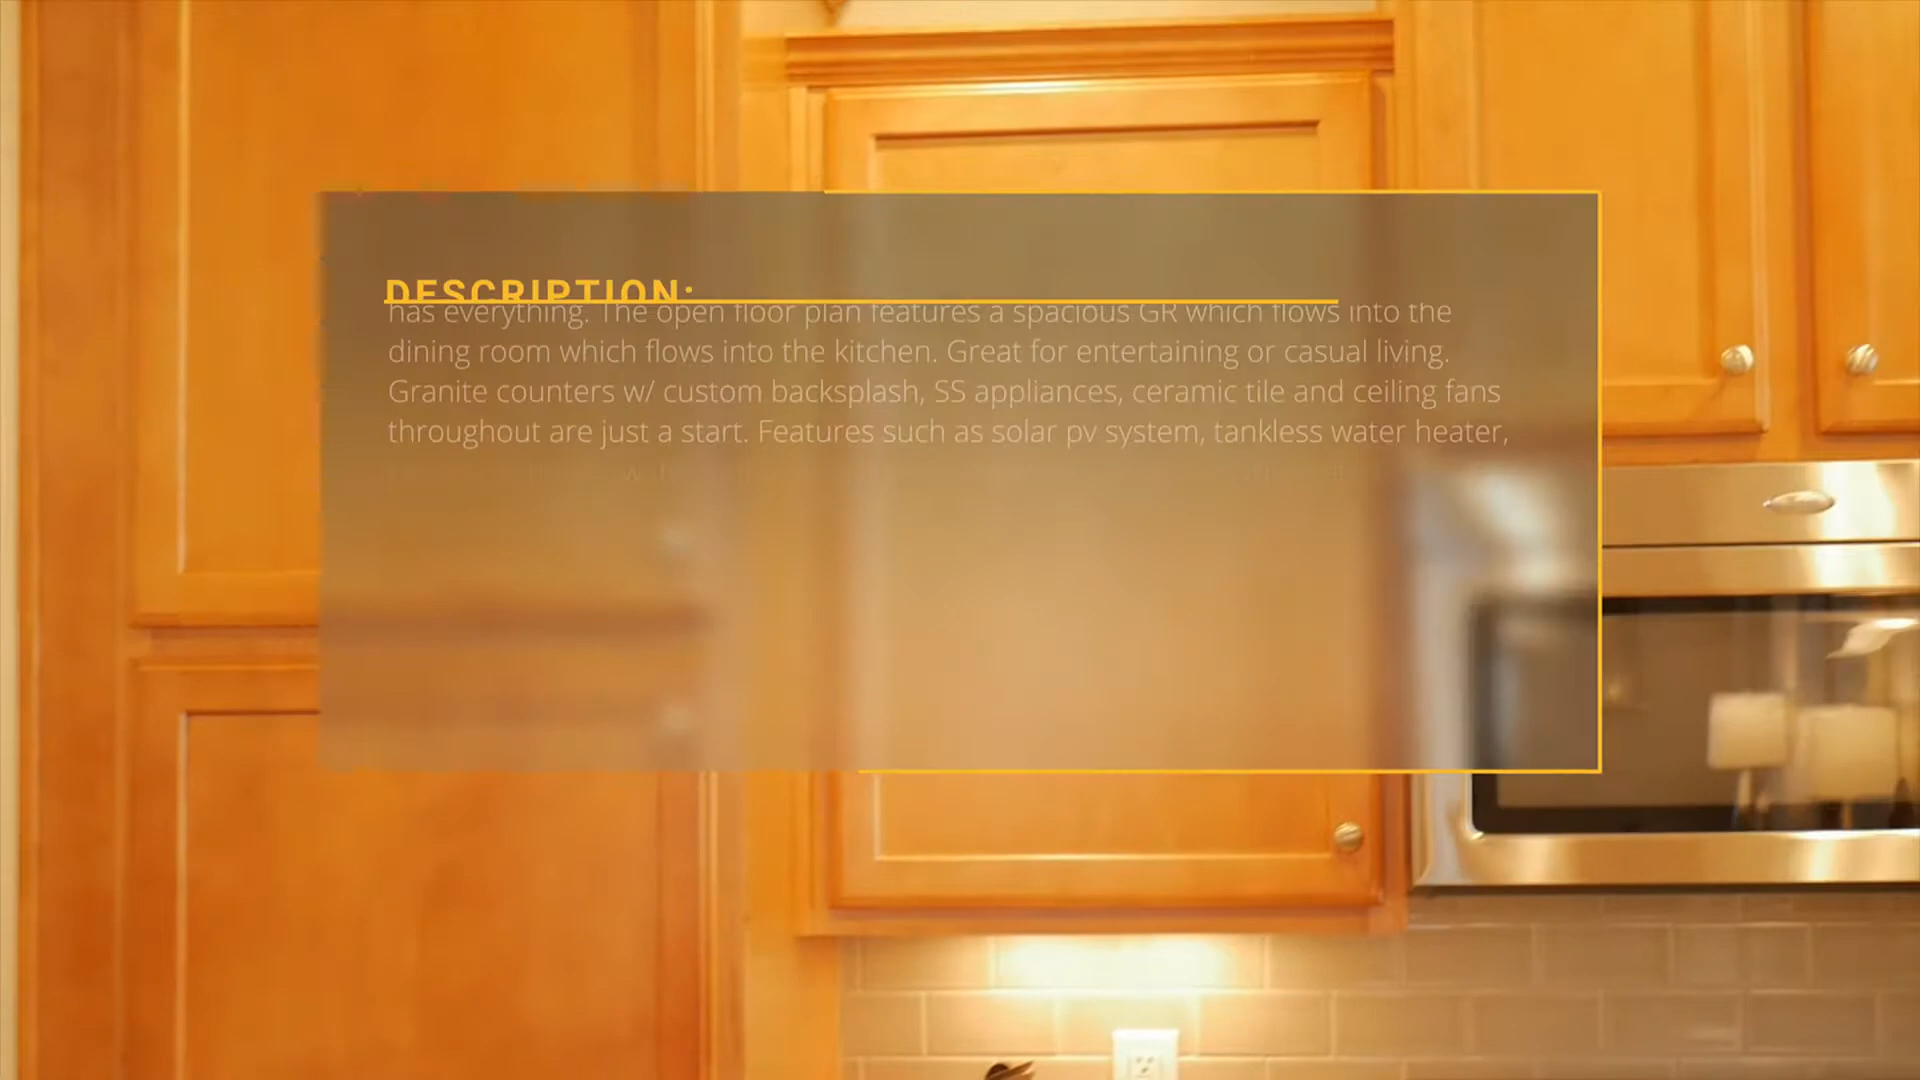 DESCRIPTION:
has everything. The open floor plan features a spacious GR which flows into the
dining room which flows into the kitchen. Great for entertaining or casual living.
Granite counters w/ custom backsplash, SS appliances, ceramic tile and ceiling fans
throughout are just a start. Features such as solar pv system, tankless water heater,